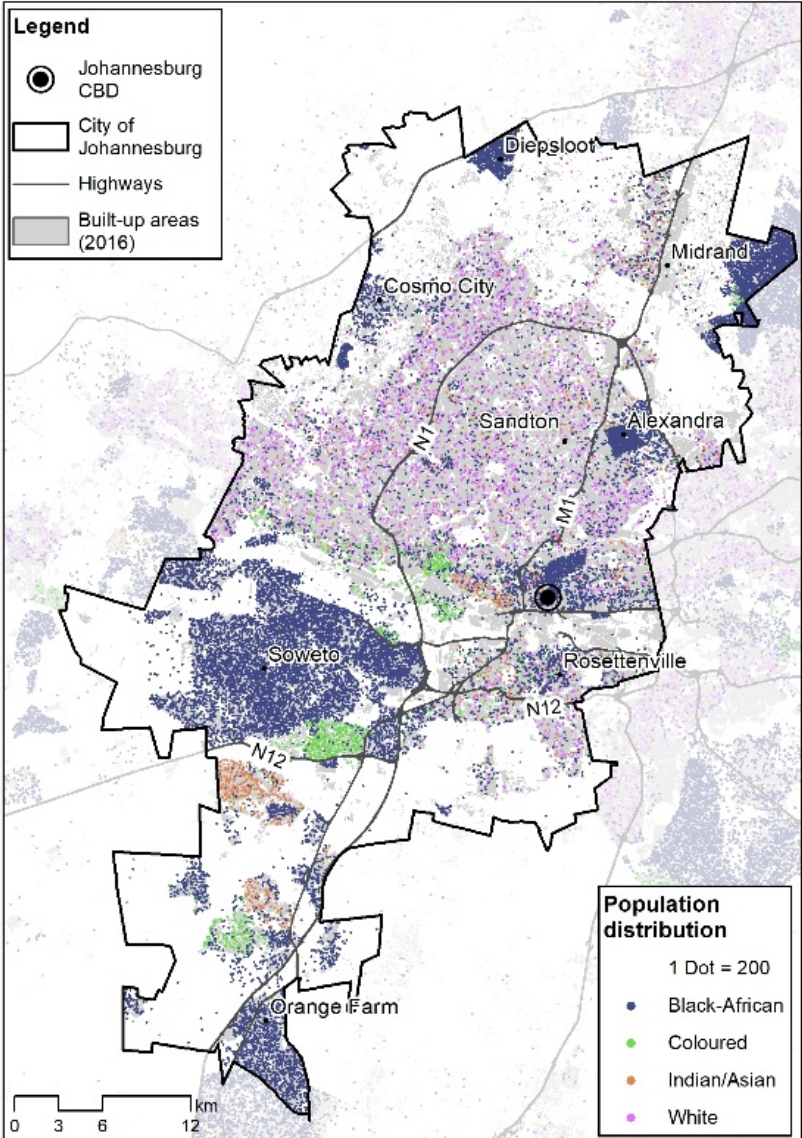 Legend
Johannesburg
CBD
City of
Johannesburg
Highways
Built-up areas
(2016)
Diepsloot
Midrand
Cosmo City
N1
Sandton
Alexandra
M1
Soweto
Rosettenville
N12
N12
Orange Farm
km
0 3 6 12
Population
distribution
1 Dot = 200
Black-African
Coloured
Indian/Asian
White